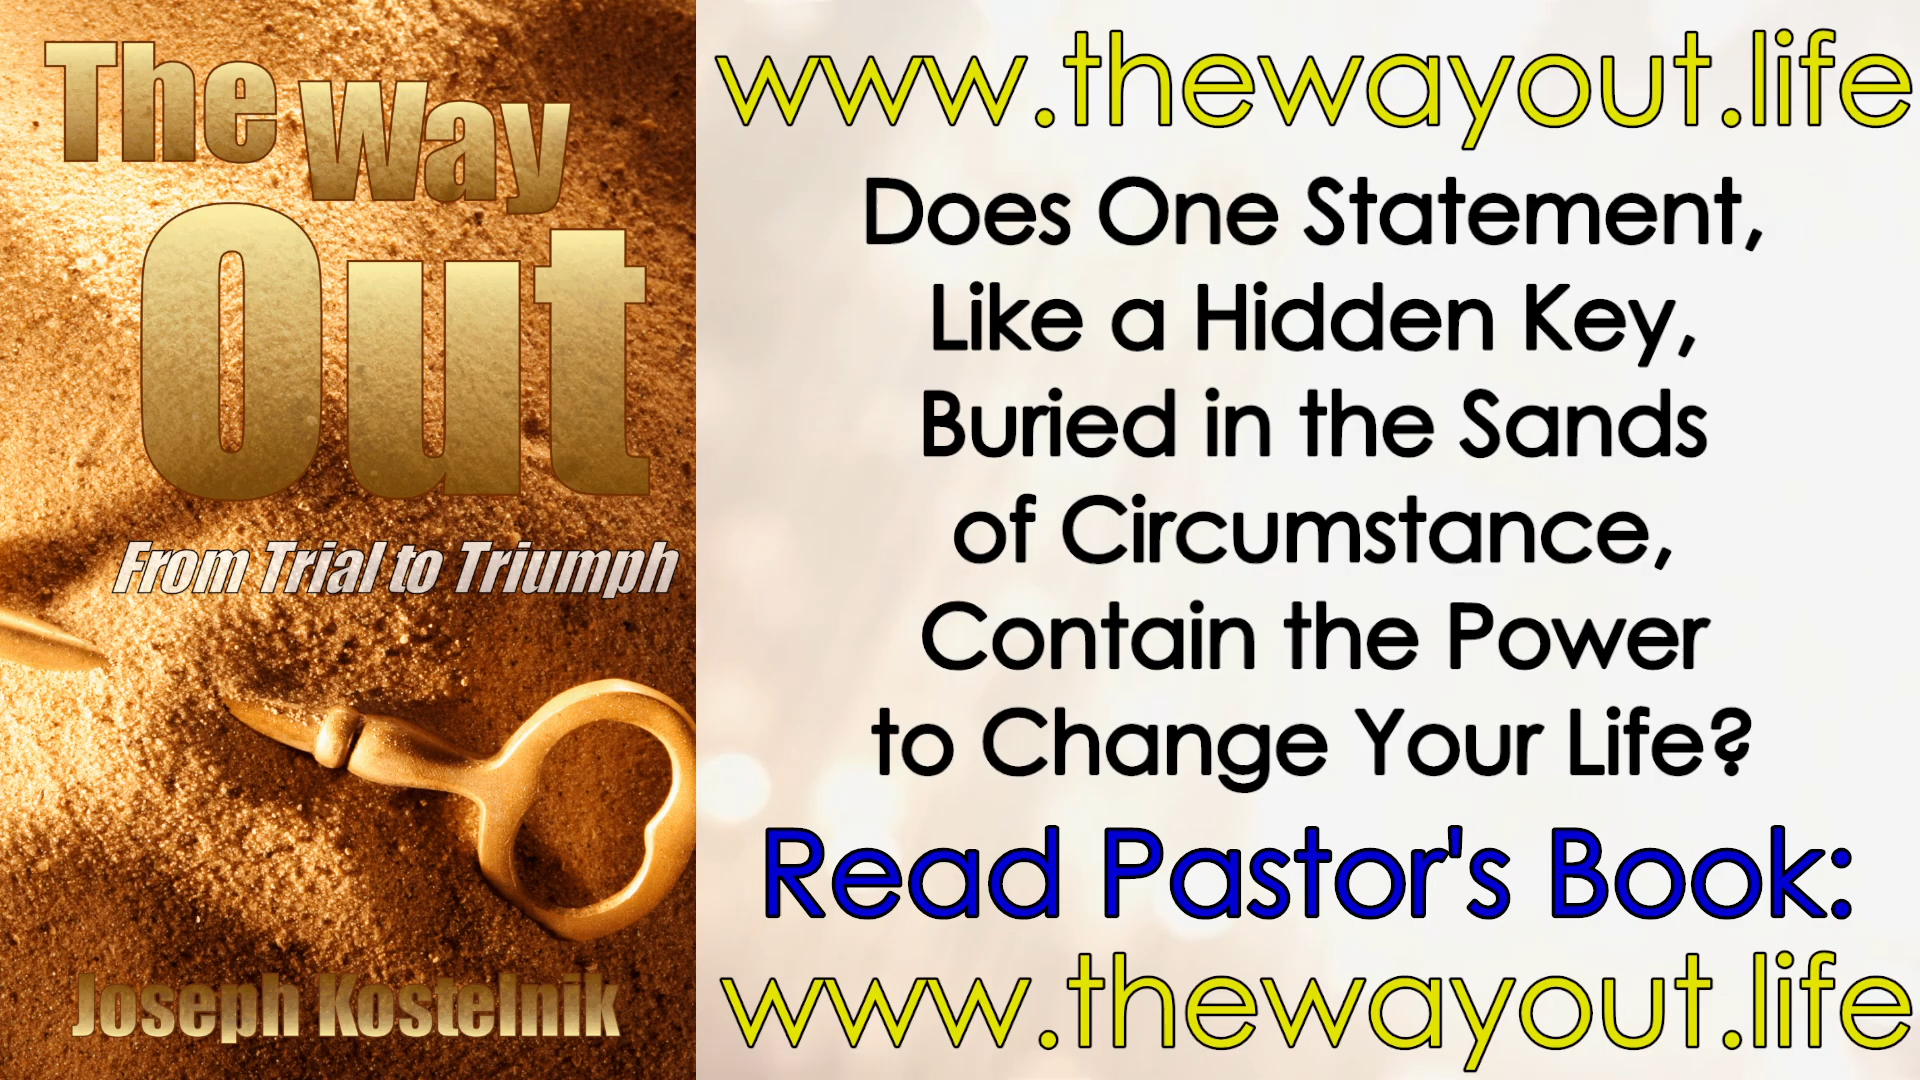 The Way
Out
From Trial to Triumph
Joseph Kostelnik
www.thewayout.life
Does One Statement,
Like a Hidden Key,
Buried in the Sands
of Circumstance,
Contain the Power
to Change Your Life?
Read Pastor's Book:
www.thewayout.life